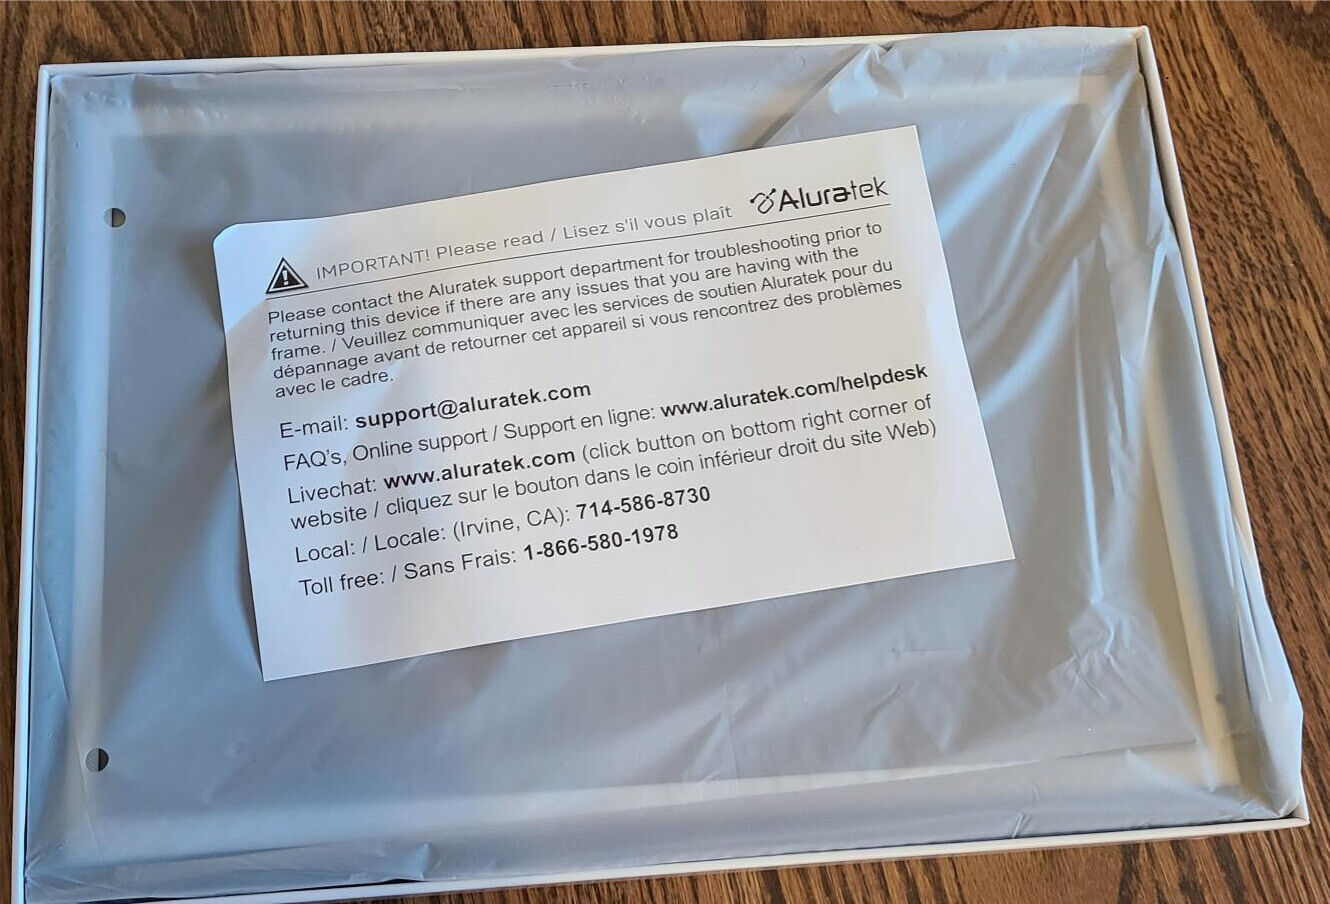 Aluratek
IMPORTANT! Please read / Lisez s'il vous plaît
Please contact the Aluratek support department for troubleshooting prior to
returning this device if there are any issues that you are having with the
frame. / Veuillez communiquer avec les services de soutien Aluratek pour du
dépannage avant de retourner cet appareil si vous rencontrez des problèmes
avec le cadre.
E-mail: support@aluratek.com
FAQ's, Online support / Support en ligne: www.aluratek.com/helpdesk
Livechat: www.aluratek.com (click button on bottom right corner of
website / cliquez sur le bouton dans le coin inférieur droit du site Web)
Local: / Locale: (Irvine, CA): 714-586-8730
Toll free: / Sans Frais: 1-866-580-1978